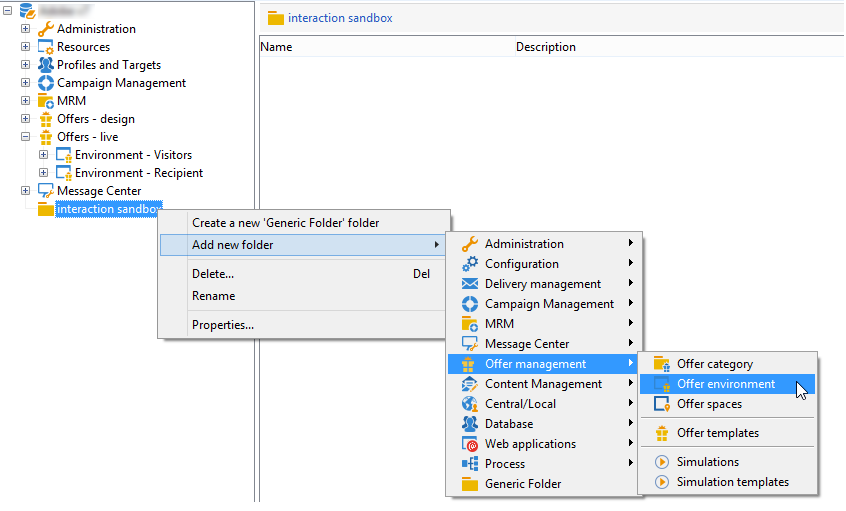 Administration
Resources
Profiles and Targets
Campaign Management
MRM
Offers - design
Offers - live
Environment - Visitors
Environment - Recipient
Message Center
interaction sandbox
interaction sandbox
Name Description
Create a new 'Generic Folder' folder
Add new folder
Delete... Del
Rename
Properties...
Administration
Configuration
Delivery management
Campaign Management
MRM
Message Center
Offer management
Content Management
Central/Local
Database
Web applications
Process
Generic Folder
Offer category
Offer environment
Offer spaces
Offer templates
Simulations
Simulation templates